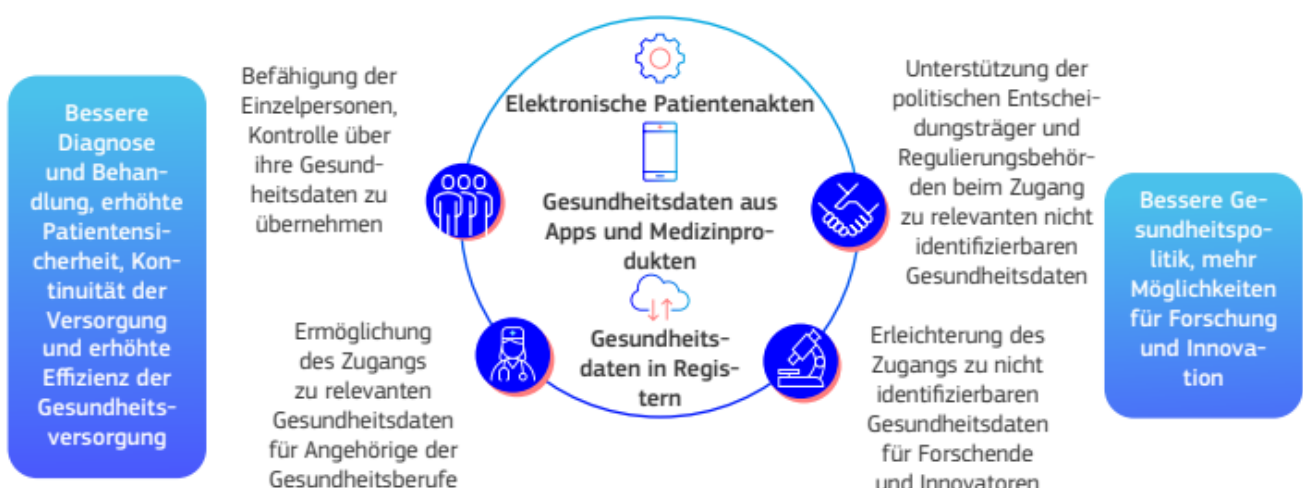 Bessere
Diagnose
und Behan-
dlung, erhöhte
Patientensi-
cherheit, Kon-
tinuität der
Versorgung
und erhöhte
Effizienz der
Gesundheits-
versorgung
Befähigung der
Einzelpersonen,
Kontrolle über
ihre Gesund-
heitsdaten zu
übernehmen
Ermöglichung
des Zugangs
zu relevanten
Gesundheitsdaten
für Angehörige der
Gesundheitsberufe
Elektronische Patientenakten
Gesundheitsdaten aus
Apps und Medizinpro-
dukten
Gesundheits-
daten in Regis-
tern
Unterstützung der
politischen Entschei-
dungsträger und
Regulierungsbehör-
den beim Zugang
zu relevanten nicht
identifizierbaren
Gesundheitsdaten
Erleichterung des
Zugangs zu nicht
identifizierbaren
Gesundheitsdaten
für Forschende
und Innovatoren
Bessere Ge-
sundheitspo-
litik, mehr
Möglichkeiten
für Forschung
und Innova-
tion